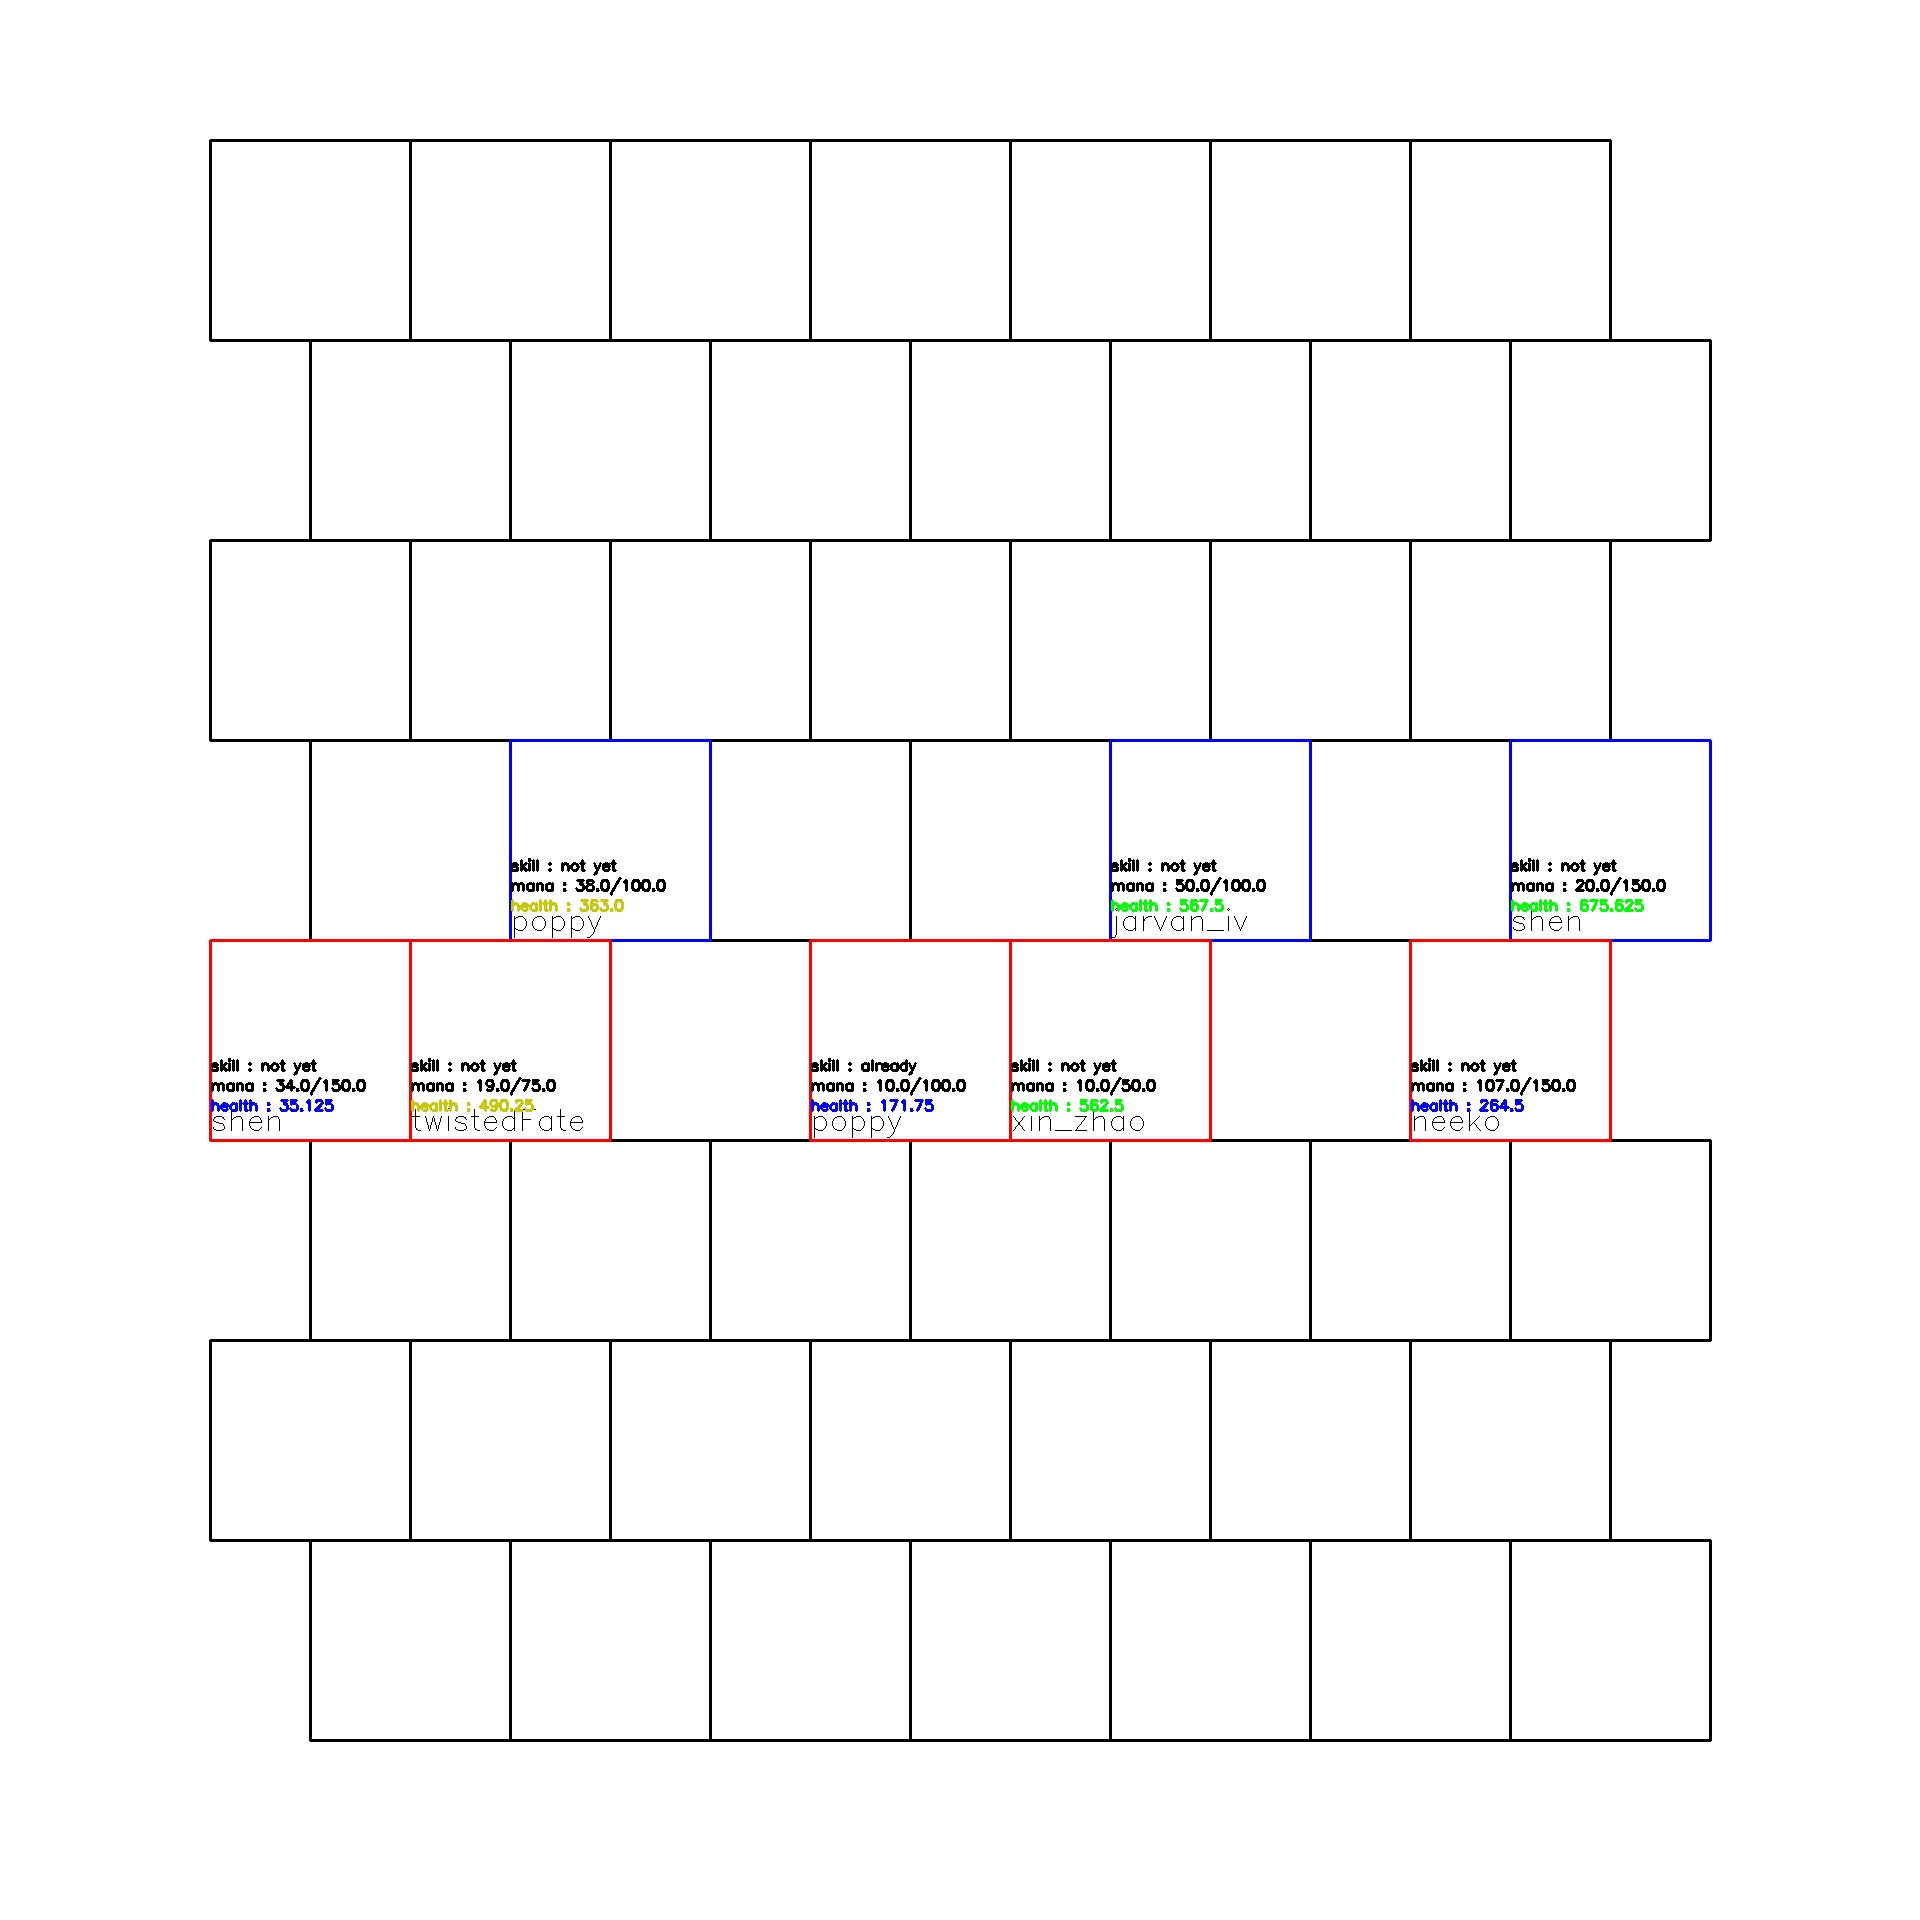 skill : not yet
mana : 38.0/100.0
health : 363.0
poppy
skill : not yet
mana : 50.0/100.0
health : 567.5
jarvan_iv
skill : not yet
mana : 20.0/150.0
health : 675.625
shen
skill : not yet
mana : 34.0/150.0
health : 35.125
shen
skill : not yet
mana : 19.0/75.0
health : 490.25
twistedFate
skill : already
mana : 10.0/100.0
health : 171.75
poppy
skill : not yet
mana : 10.0/50.0
health : 562.5
xin_zhao
skill : not yet
mana : 107.0/150.0
health : 264.5
neeko